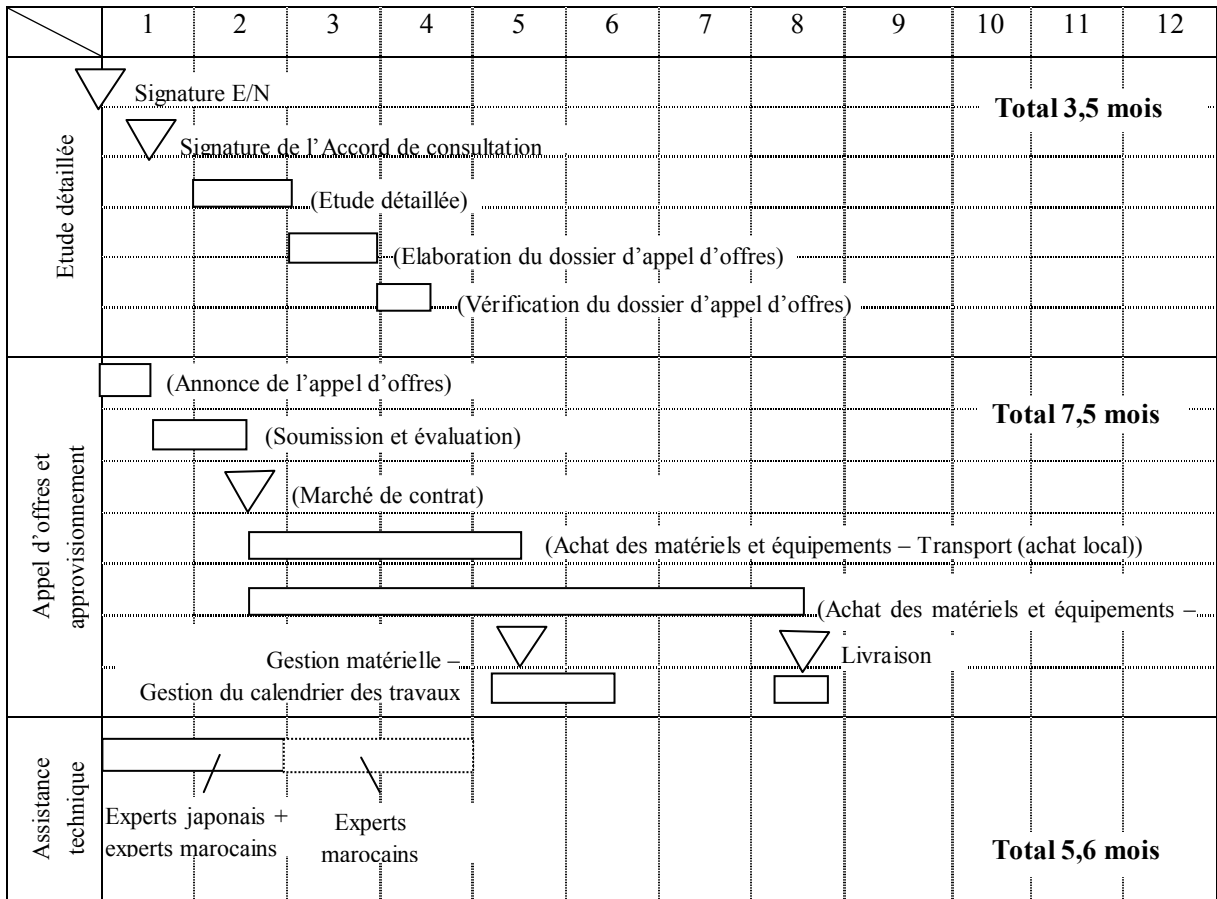 1 2 3 4 5 6 7 8 9 10 11 12
Etude détaillée
Signature E/N
Total 3,5 mois
Signature de l’Accord de consultation
(Etude détaillée)
(Elaboration du dossier d’appel d’offres)
(Vérification du dossier d’appel d’offres)
Appel d’offres et
approvisionnement
(Annonce de l’appel d’offres)
Total 7,5 mois
(Soumission et évaluation)
(Marché de contrat)
(Achat des matériels et équipements – Transport (achat local))
(Achat des matériels et équipements –
Gestion matérielle –
Livraison
Gestion du calendrier des travaux
Assistance
technique
Experts japonais +
experts marocains
Experts
marocains
Total 5,6 mois